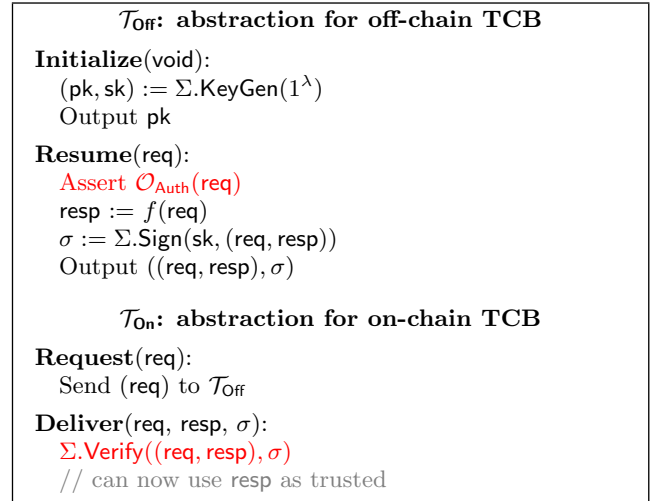 𝒯Off: abstraction for off-chain TCB
Initialize(void):
(pk, sk) := Σ.KeyGen(1^λ)
Output pk
Resume(req):
Assert 𝒪Auth(req)
resp := f(req)
σ := Σ.Sign(sk, (req, resp))
Output ((req, resp), σ)
𝒯On: abstraction for on-chain TCB
Request(req):
Send (req) to 𝒯Off
Deliver(req, resp, σ):
Σ.Verify((req, resp), σ)
// can now use resp as trusted